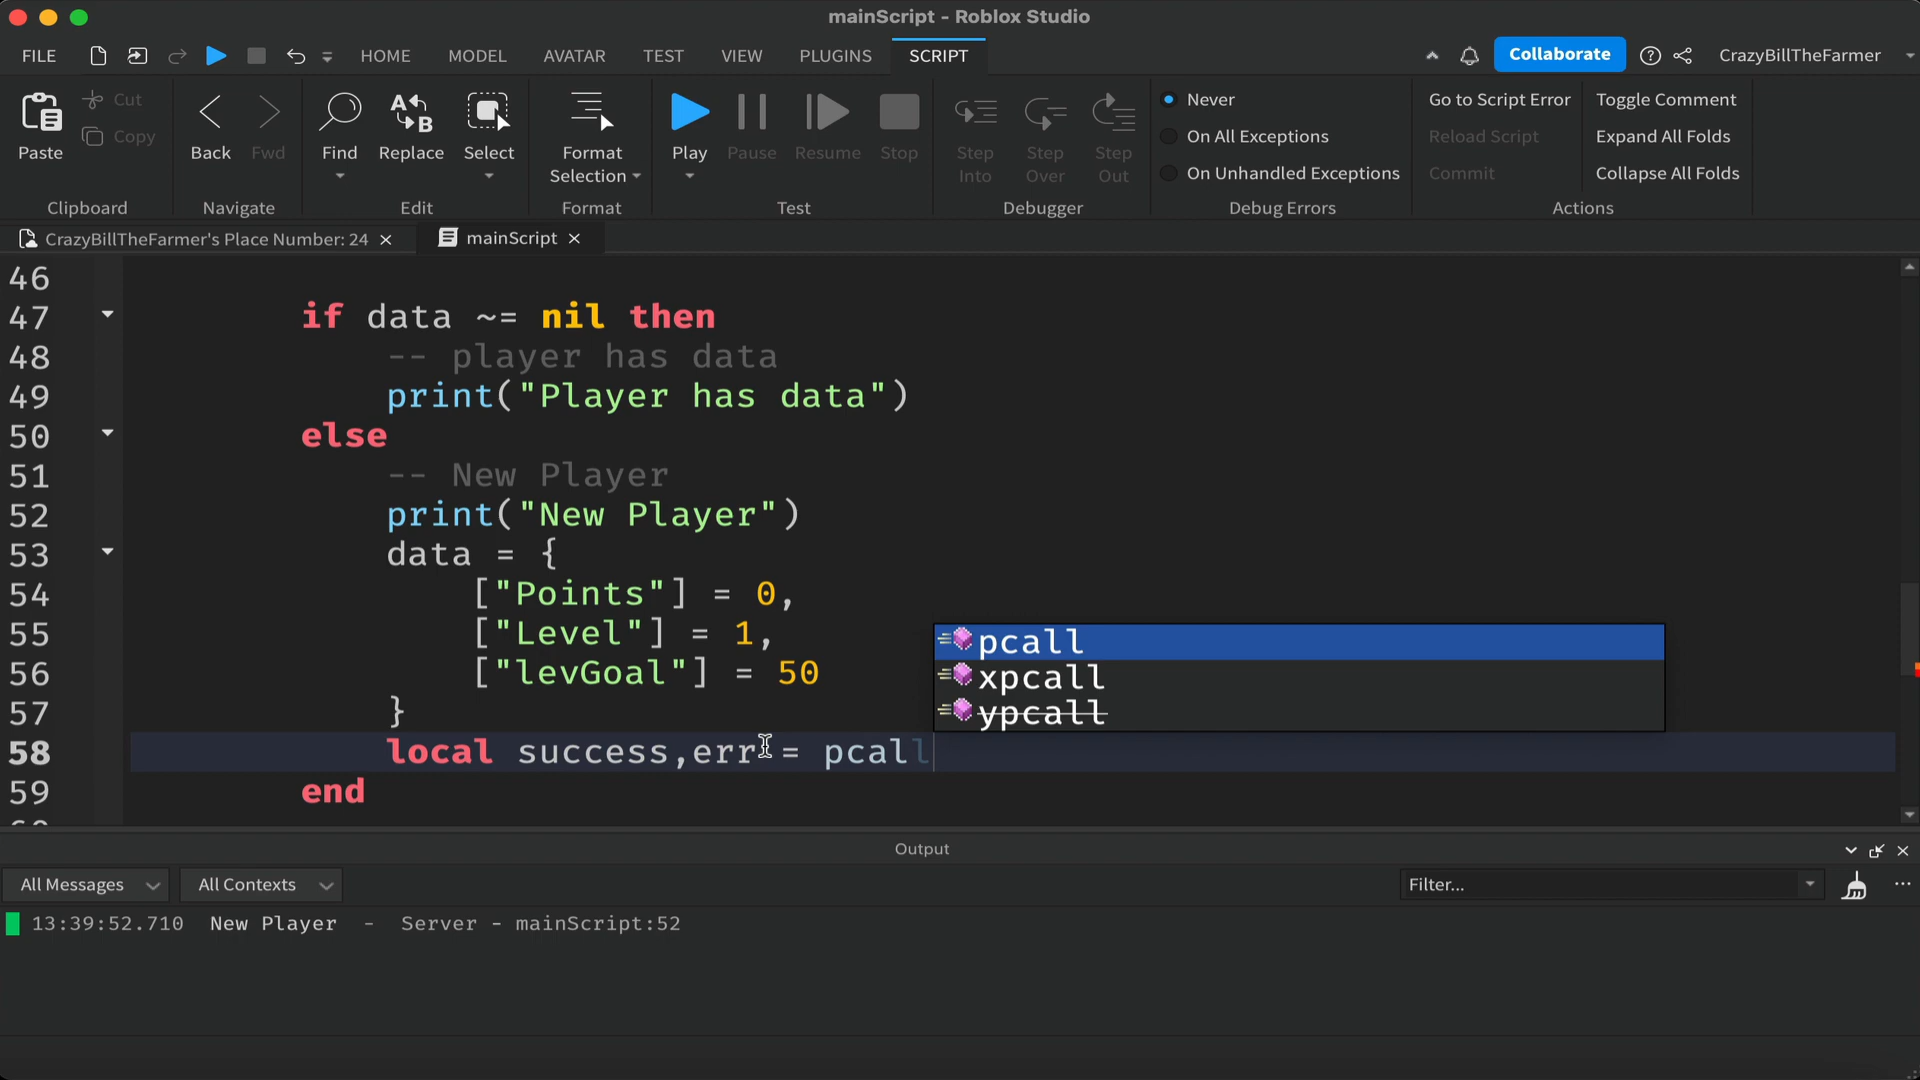 mainScript - Roblox Studio
FILE HOME MODEL AVATAR TEST VIEW PLUGINS SCRIPT Collaborate CrazyBillTheFarmer
Paste Cut Copy
Back Fwd
Find Replace Select
Format Selection
Play Pause Resume Stop
Step Into Step Over Step Out
Never
On All Exceptions
On Unhandled Exceptions
Go to Script Error
Reload Script
Commit
Toggle Comment
Expand All Folds
Collapse All Folds
Clipboard Navigate Edit Format Test Debugger Debug Errors Actions
CrazyBillTheFarmer's Place Number: 24 mainScript
46
47 if data ~= nil then
48 -- player has data
49 print("Player has data")
50 else
51 -- New Player
52 print("New Player")
53 data = {
54 ["Points"] = 0,
55 ["Level"] = 1,
56 ["levGoal"] = 50
57 }
58 local success,err = pcall
59 end
60
pcall
xpcall
ypcall
Output
All Messages All Contexts Filter...
13:39:52.710 New Player - Server - mainScript:52